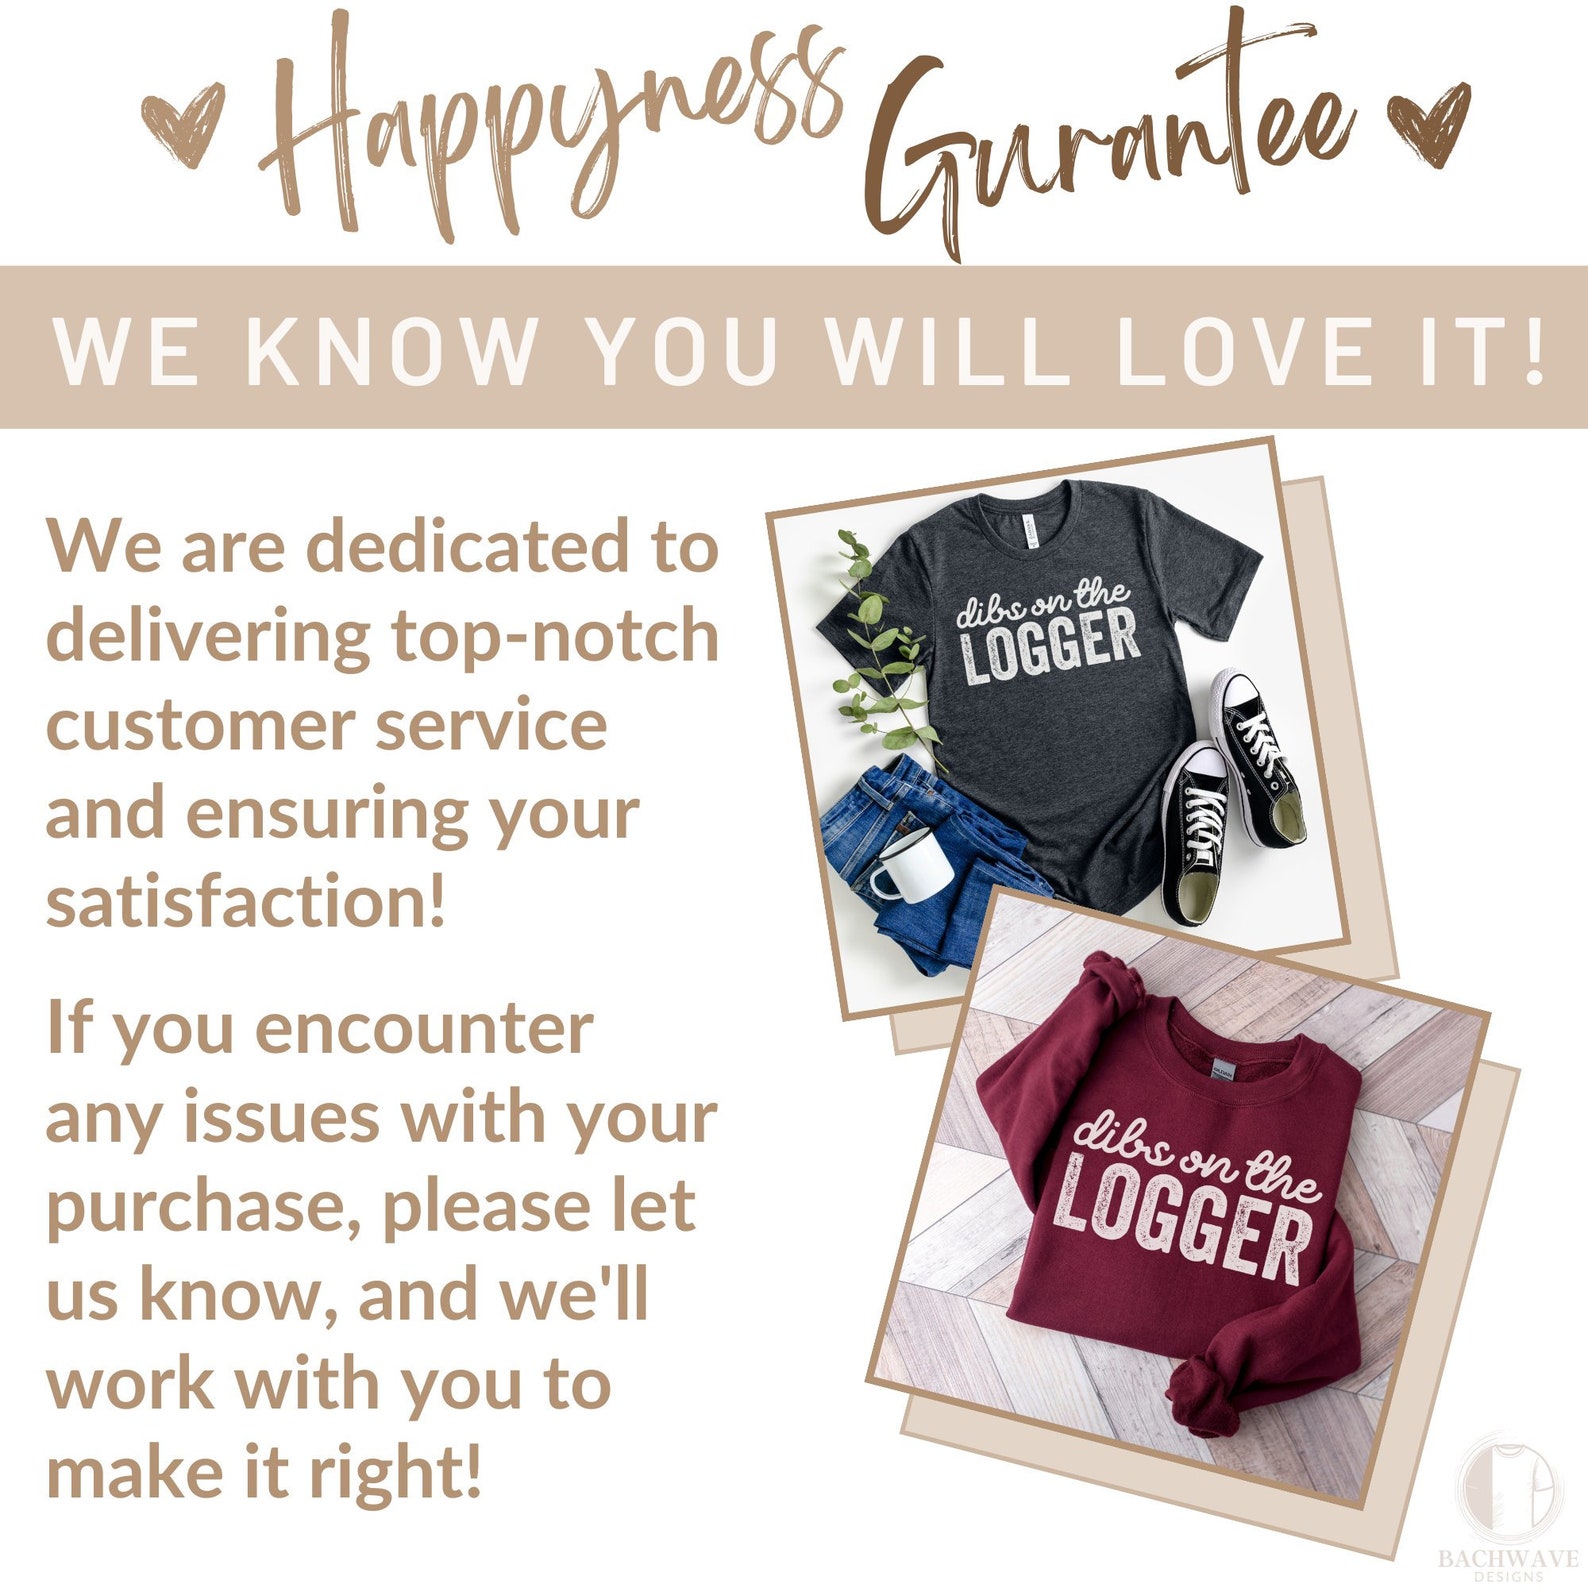 Happyness Gurantee
WE KNOW YOU WILL LOVE IT!
We are dedicated to
delivering top-notch
customer service
and ensuring your
satisfaction!
If you encounter
any issues with your
purchase, please let
us know, and we'll
work with you to
make it right!
dibs on the
LOGGER
GILDAN
dibs on the
LOGGER
BACHWAVE
DESIGNS